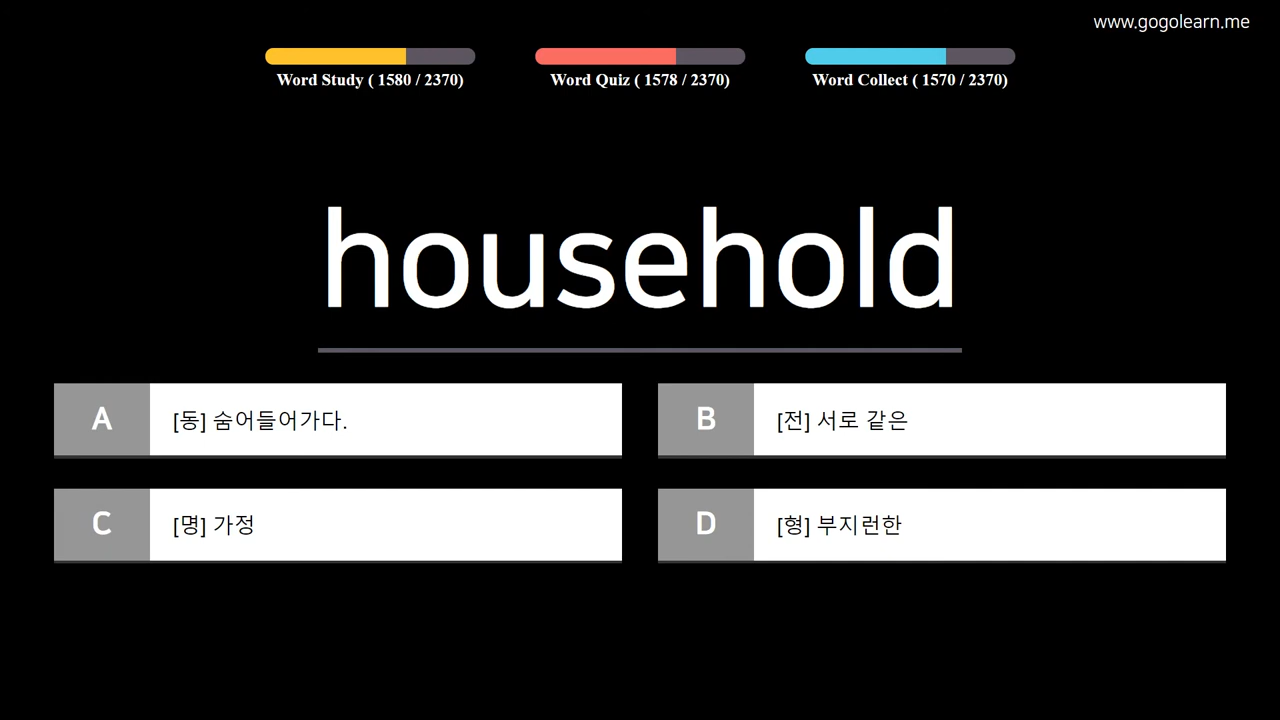 www.gogolearn.me
Word Study ( 1580 / 2370)
Word Quiz ( 1578 / 2370)
Word Collect ( 1570 / 2370)
household
A [동] 숨어들어가다.
B [전] 서로 같은
C [명] 가정
D [형] 부지런한